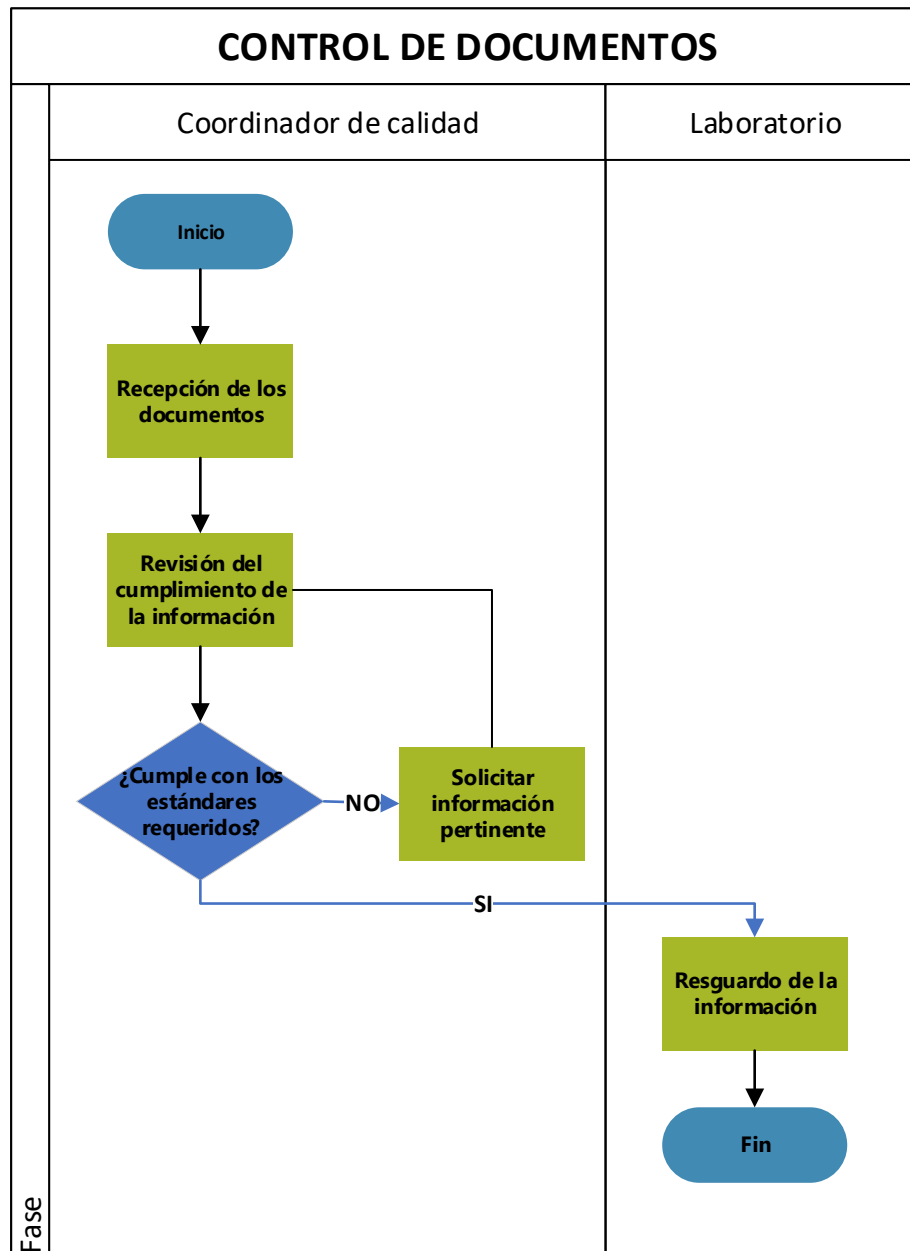 CONTROL DE DOCUMENTOS
Coordinador de calidad
Laboratorio
Inicio
Recepción de los
documentos
Revisión del
cumplimiento de
la información
¿Cumple con los
estándares
requeridos?
NO
Solicitar
información
pertinente
SI
Resguardo de la
información
Fin
Fase